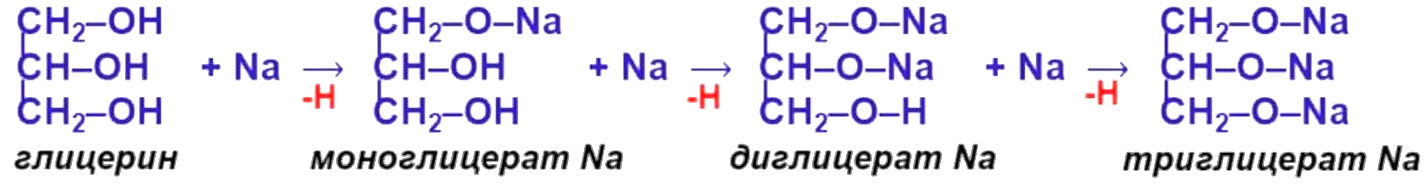 CH₂–OH CH₂–O–Na CH₂–O–Na CH₂–O–Na
CH–OH + Na → CH–OH + Na → CH–O–Na + Na → CH–O–Na
-H -H -H
CH₂–OH CH₂–OH CH₂–O–H CH₂–O–Na
глицерин моноглицерат Na диглицерат Na триглицерат Na